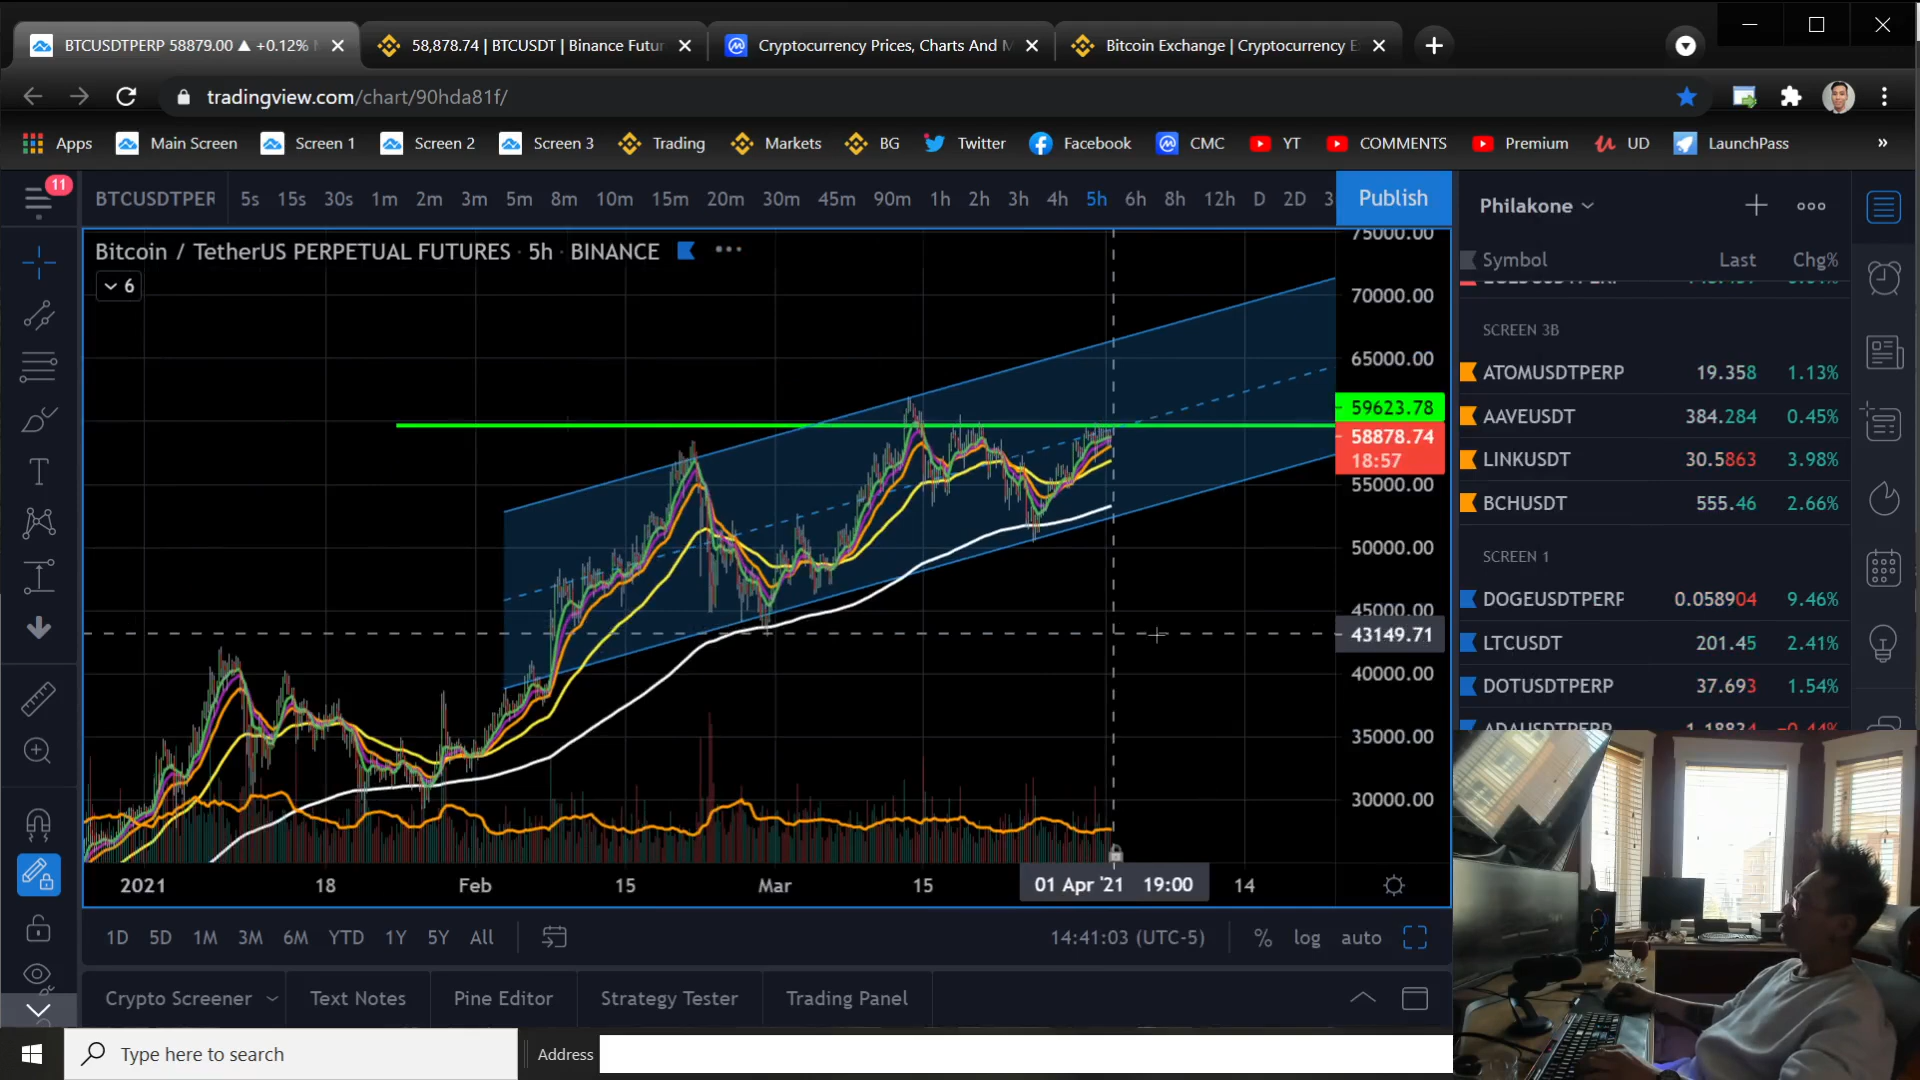 BTCUSDTPERP 58879.00 ▲ +0.12%
58,878.74 | BTCUSDT | Binance Futur
Cryptocurrency Prices, Charts And M
Bitcoin Exchange | Cryptocurrency E
tradingview.com/chart/90hda81f/
Apps Main Screen Screen 1 Screen 2 Screen 3 Trading Markets BG Twitter Facebook CMC YT COMMENTS Premium UD LaunchPass »
11
BTCUSDTPER 5s 15s 30s 1m 2m 3m 5m 8m 10m 15m 20m 30m 45m 90m 1h 2h 3h 4h 5h 6h 8h 12h D 2D 3 Publish
Bitcoin / TetherUS PERPETUAL FUTURES · 5h · BINANCE
6
75000.00
70000.00
65000.00
59623.78
58878.74
18:57
55000.00
50000.00
45000.00
43149.71
40000.00
35000.00
30000.00
2021 18 Feb 15 Mar 15 01 Apr '21 19:00 14
1D 5D 1M 3M 6M YTD 1Y 5Y All 14:41:03 (UTC-5) % log auto
Crypto Screener Text Notes Pine Editor Strategy Tester Trading Panel
Philakone
Symbol Last Chg%
SCREEN 3B
ATOMUSDTPERP 19.358 1.13%
AAVEUSDT 384.284 0.45%
LINKUSDT 30.5863 3.98%
BCHUSDT 555.46 2.66%
SCREEN 1
DOGEUSDTPERP 0.058904 9.46%
LTCUSDT 201.45 2.41%
DOTUSDTPERP 37.693 1.54%
ADAUSDTPERP 1.18834 −0.44%
Type here to search
Address